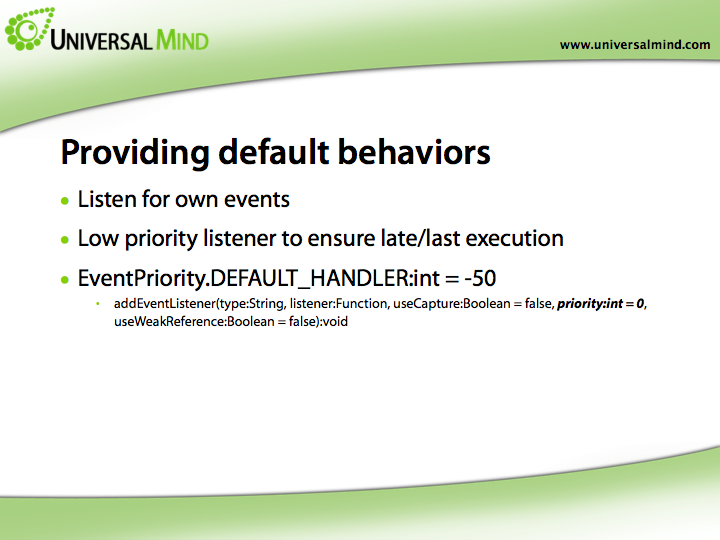 UNIVERSAL MIND
www.universalmind.com
Providing default behaviors
• Listen for own events
• Low priority listener to ensure late/last execution
• EventPriority.DEFAULT_HANDLER:int = -50
• addEventListener(type:String, listener:Function, useCapture:Boolean = false, priority:int = 0,
useWeakReference:Boolean = false):void